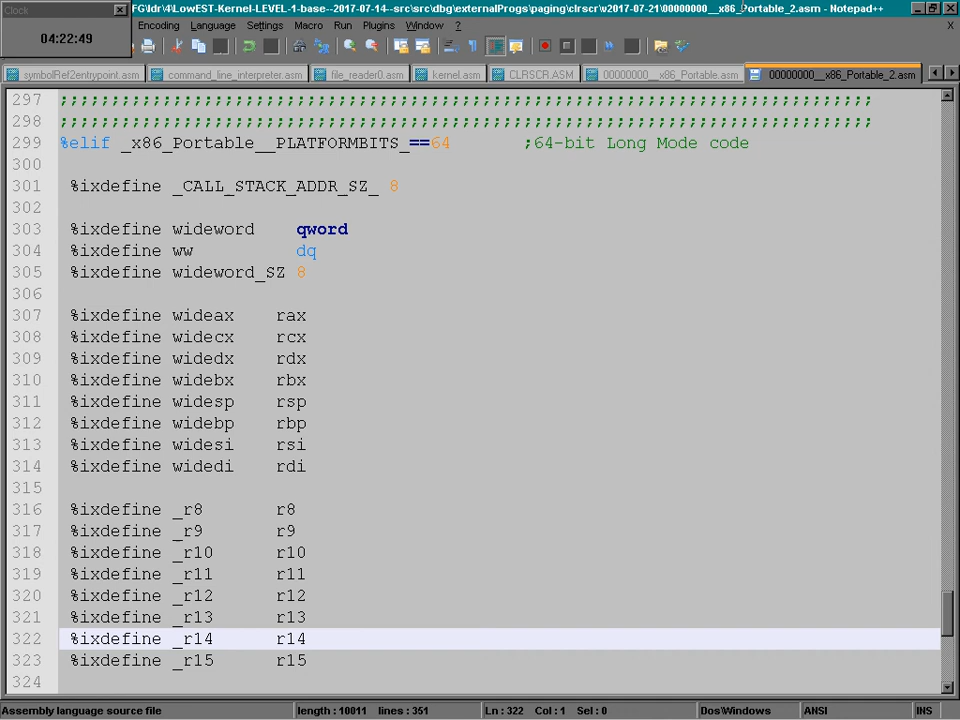 Clock
FG\ldr\4\LowEST-Kernel-LEVEL-1-base--2017-07-14--src\src\dbg\externalProgs\paging\clrscr\v2017-07-21\00000000__x86_Portable_2.asm - Notepad++
04:22:49
Encoding Language Settings Macro Run Plugins Window ? X
symbolRef2entrypoint.asm command_line_interpreter.asm file_reader0.asm kernel.asm CLRSCR.ASM 00000000__x86_Portable.asm 00000000__x86_Portable_2.asm
297 ;;;;;;;;;;;;;;;;;;;;;;;;;;;;;;;;;;;;;;;;;;;;;;;;;;;;;;;;;;;;;;;;;;;;;;;;;;;;;;;
298 ;;;;;;;;;;;;;;;;;;;;;;;;;;;;;;;;;;;;;;;;;;;;;;;;;;;;;;;;;;;;;;;;;;;;;;;;;;;;;;;
299 %elif _x86_Portable__PLATFORMBITS_==64 ;64-bit Long Mode code
300
301 %ixdefine _CALL_STACK_ADDR_SZ_ 8
302
303 %ixdefine wideword qword
304 %ixdefine ww dq
305 %ixdefine wideword_SZ 8
306
307 %ixdefine wideax rax
308 %ixdefine widecx rcx
309 %ixdefine widedx rdx
310 %ixdefine widebx rbx
311 %ixdefine widesp rsp
312 %ixdefine widebp rbp
313 %ixdefine widesi rsi
314 %ixdefine widedi rdi
315
316 %ixdefine _r8 r8
317 %ixdefine _r9 r9
318 %ixdefine _r10 r10
319 %ixdefine _r11 r11
320 %ixdefine _r12 r12
321 %ixdefine _r13 r13
322 %ixdefine _r14 r14
323 %ixdefine _r15 r15
324
Assembly language source file length : 10011 lines : 351 Ln : 322 Col : 1 Sel : 0 Dos\Windows ANSI INS